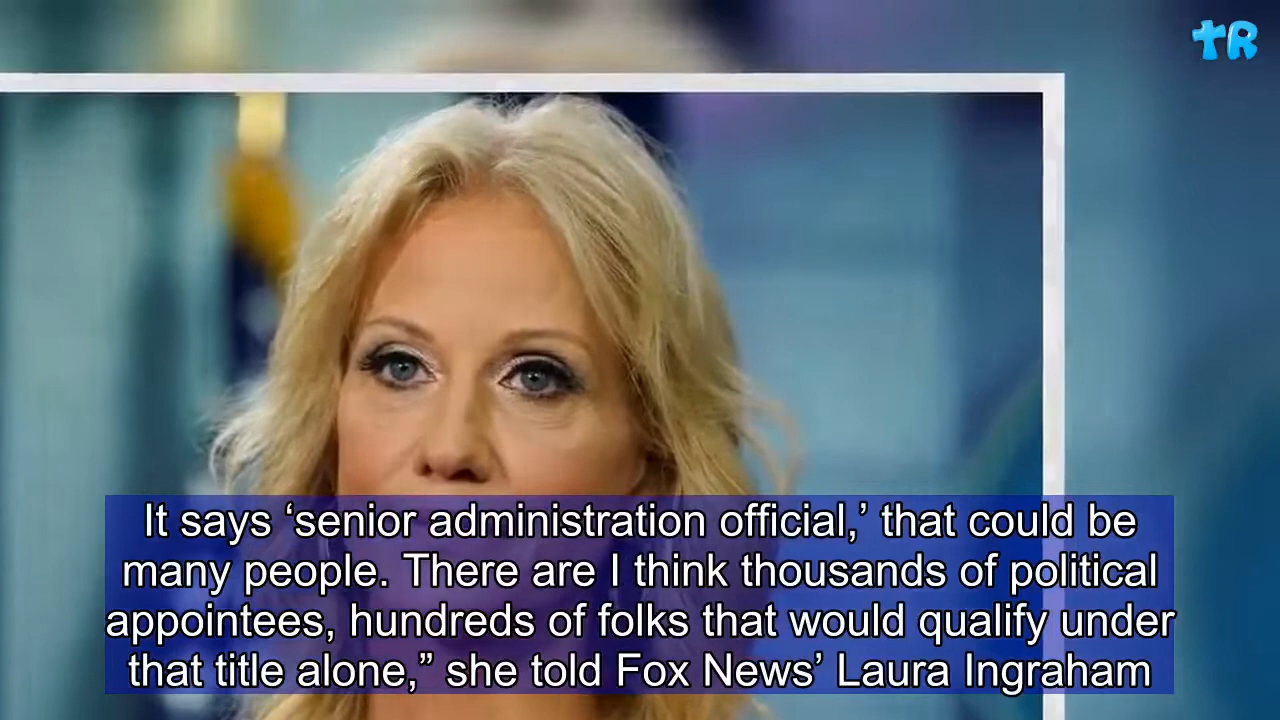 TR
It says ‘senior administration official,’ that could be
many people. There are I think thousands of political
appointees, hundreds of folks that would qualify under
that title alone,” she told Fox News’ Laura Ingraham